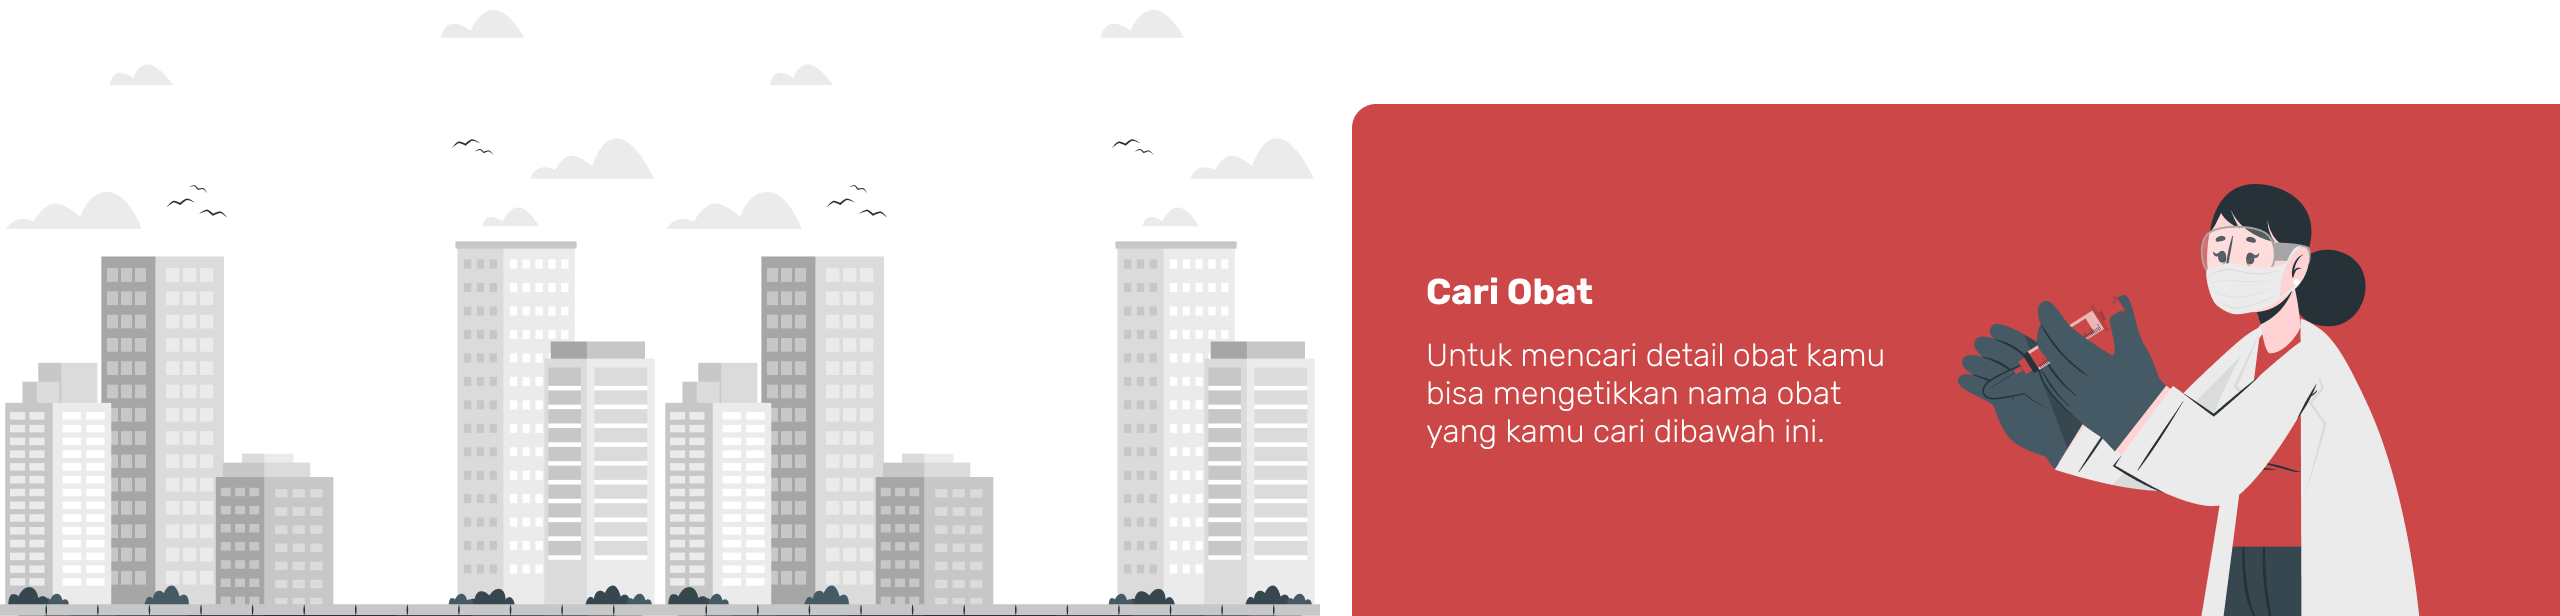 Cari Obat
Untuk mencari detail obat kamu
bisa mengetikkan nama obat
yang kamu cari dibawah ini.